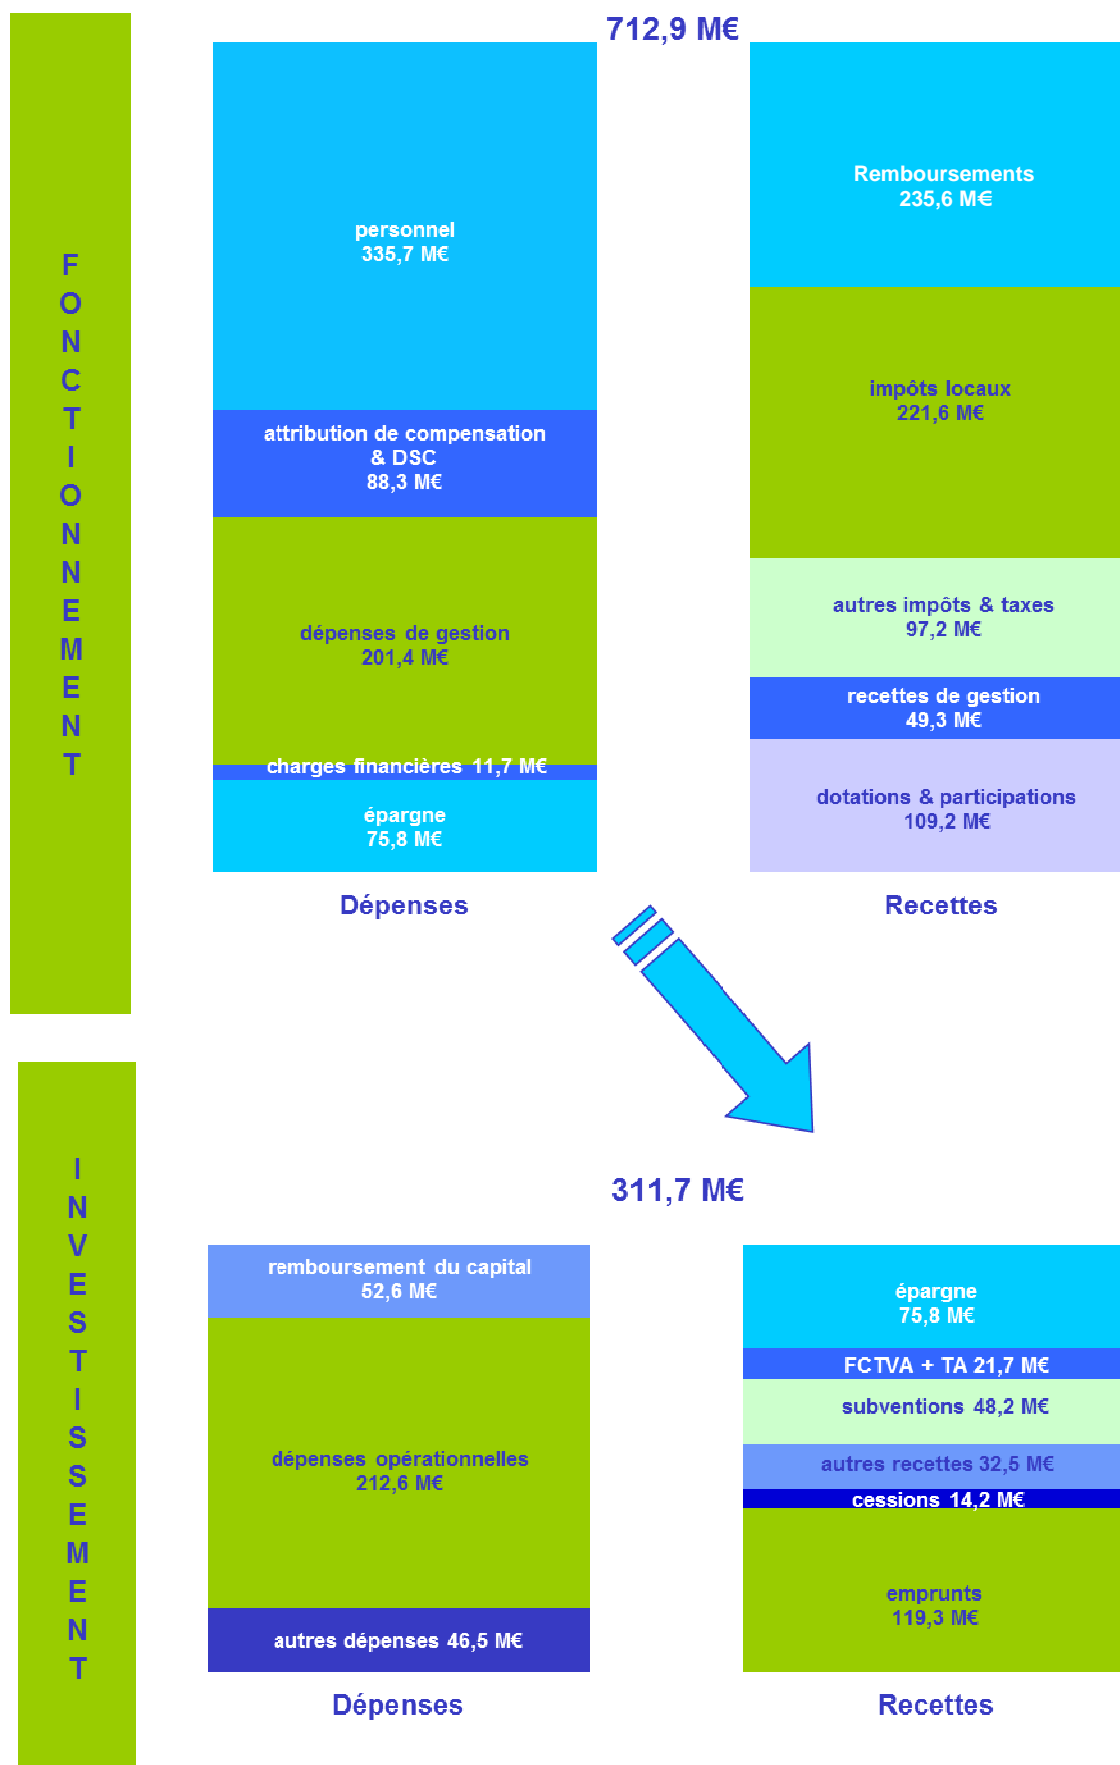 FONCTIONNEMENT
712,9 M€
personnel
335,7 M€
attribution de compensation
& DSC
88,3 M€
dépenses de gestion
201,4 M€
charges financières 11,7 M€
épargne
75,8 M€
Dépenses
Remboursements
235,6 M€
impôts locaux
221,6 M€
autres impôts & taxes
97,2 M€
recettes de gestion
49,3 M€
dotations & participations
109,2 M€
Recettes
INVESTISSEMENT
311,7 M€
remboursement du capital
52,6 M€
dépenses opérationnelles
212,6 M€
autres dépenses 46,5 M€
Dépenses
épargne
75,8 M€
FCTVA + TA 21,7 M€
subventions 48,2 M€
autres recettes 32,5 M€
cessions 14,2 M€
emprunts
119,3 M€
Recettes